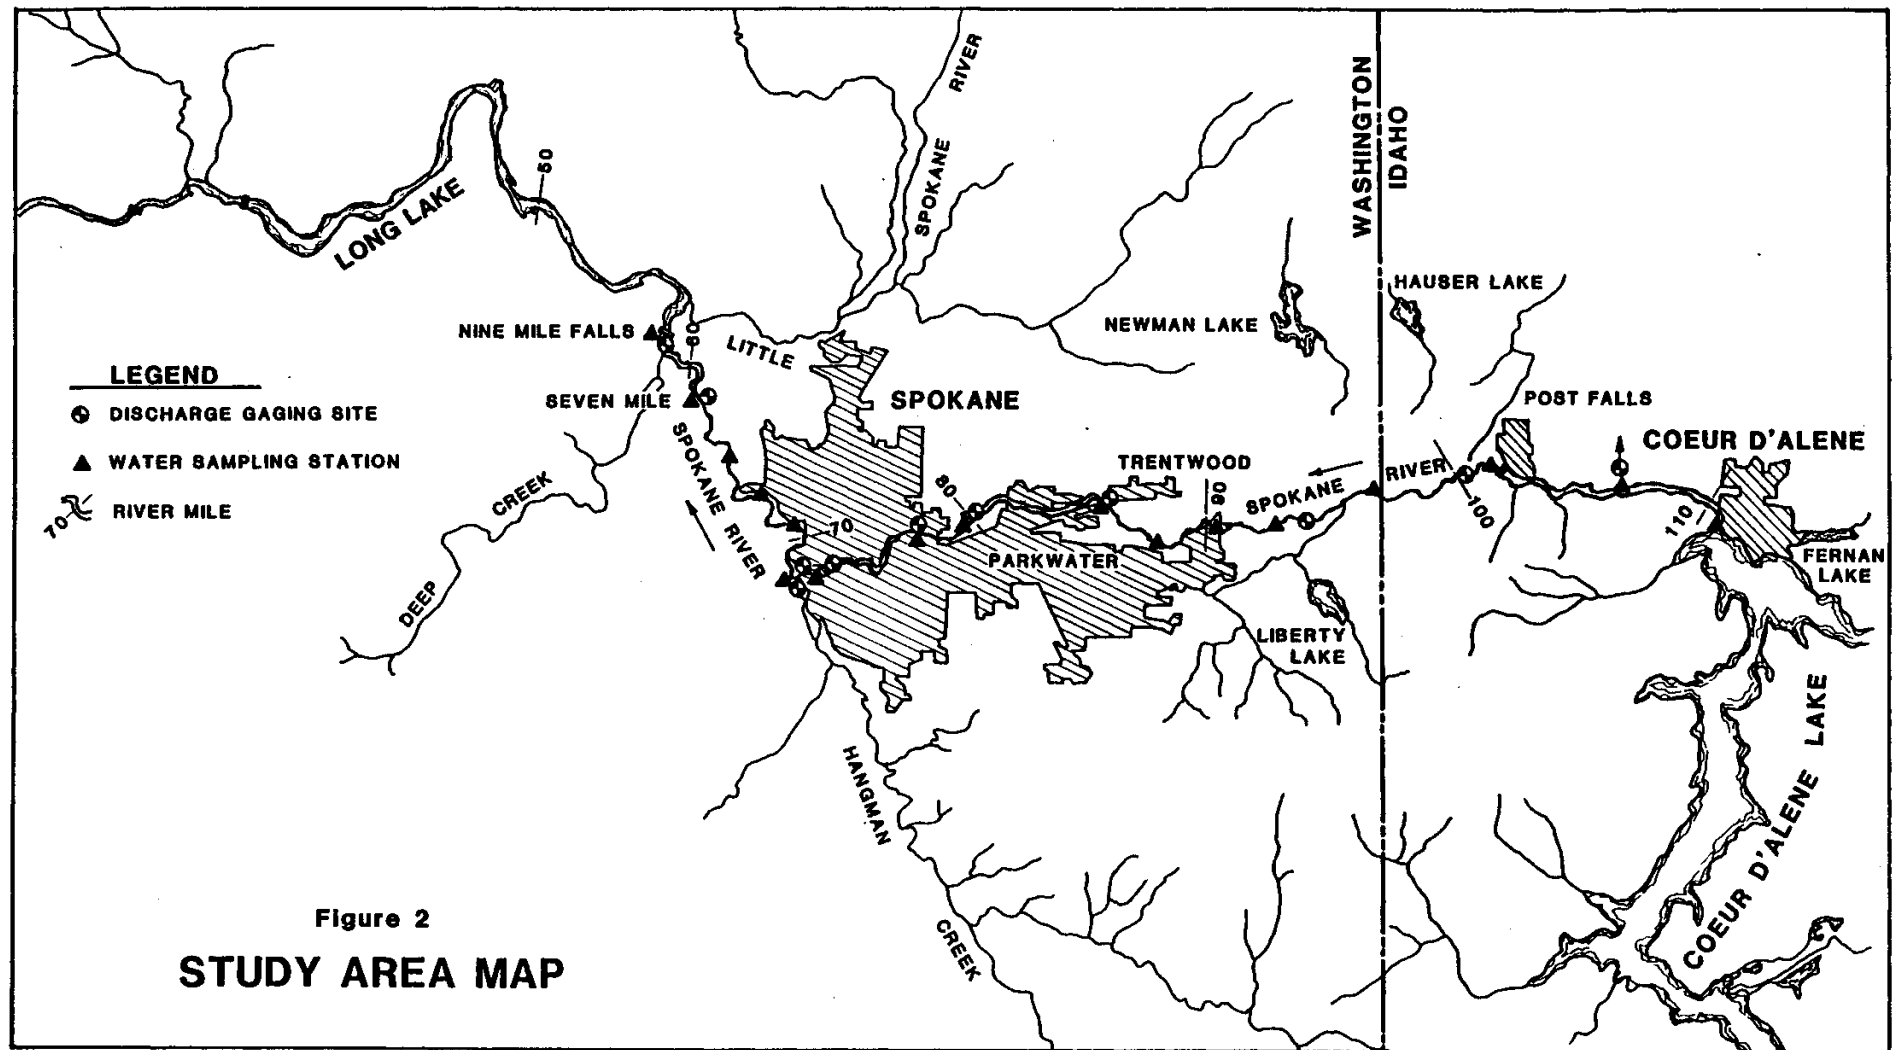 WASHINGTON
IDAHO
RIVER
SPOKANE
50
LONG LAKE
HAUSER LAKE
NEWMAN LAKE
NINE MILE FALLS
60
LITTLE
LEGEND
DISCHARGE GAGING SITE
WATER SAMPLING STATION
70
RIVER MILE
SEVEN MILE
SPOKANE
POST FALLS
COEUR D'ALENE
TRENTWOOD
SPOKANE RIVER
80
90
SPOKANE RIVER
100
110
70
PARKWATER
FERNAN
LAKE
DEEP CREEK
LIBERTY
LAKE
HANGMAN
CREEK
COEUR D'ALENE LAKE
Figure 2
STUDY AREA MAP